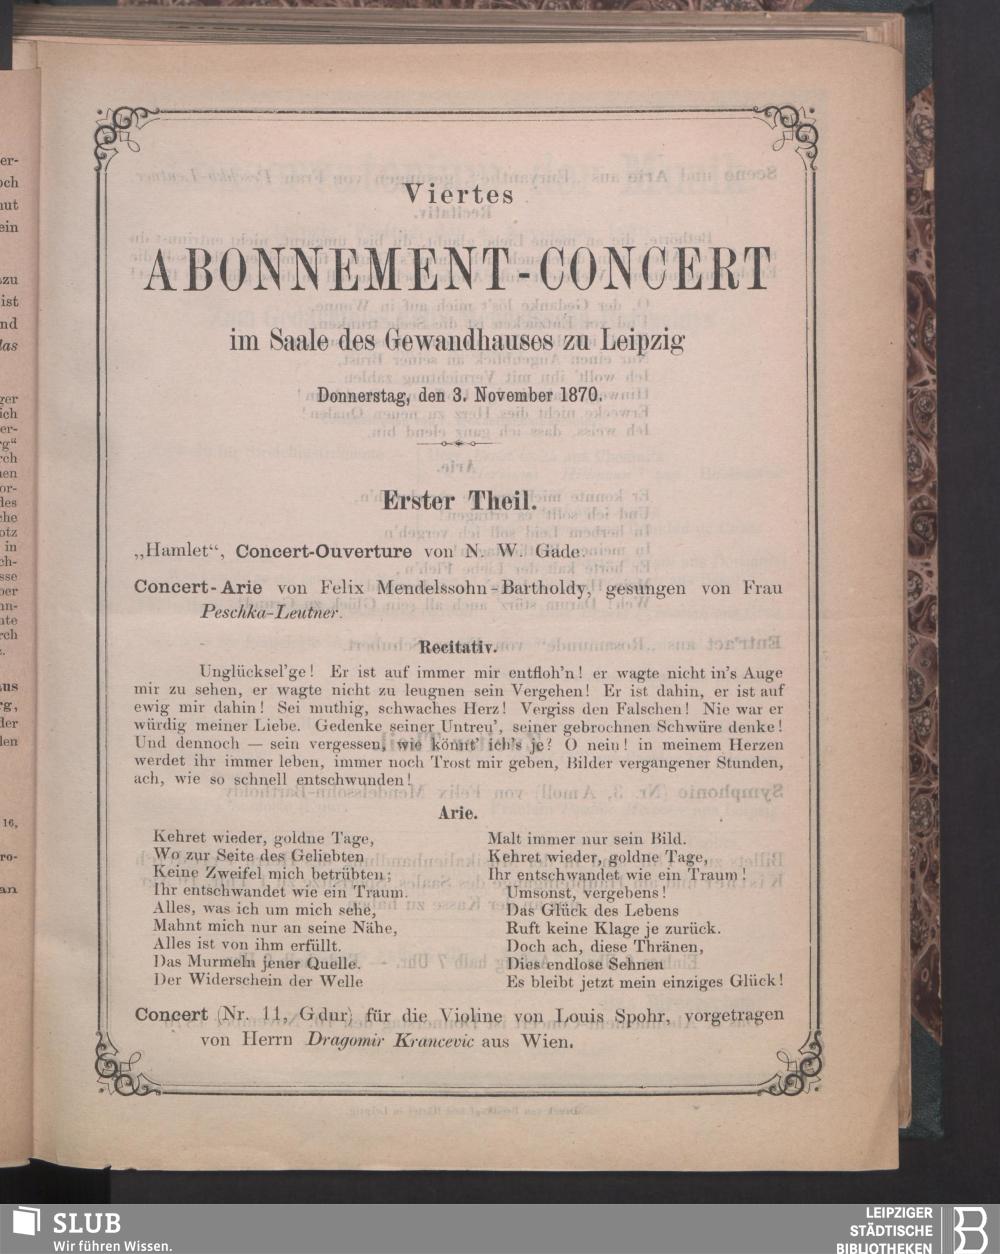 Viertes
ABONNEMENT-CONCERT
im Saale des Gewandhauses zu Leipzig
Donnerstag, den 3. November 1870.
Erster Theil.
„Hamlet“, Concert-Ouverture von N. W. Gade.
Concert-Arie von Felix Mendelssohn-Bartholdy, gesungen von Frau
Peschka-Leutner.
Recitativ.
Unglücksel'ge! Er ist auf immer mir entfloh'n! er wagte nicht in's Auge
mir zu sehen, er wagte nicht zu leugnen sein Vergehen! Er ist dahin, er ist auf
ewig mir dahin! Sei muthig, schwaches Herz! Vergiss den Falschen! Nie war er
würdig meiner Liebe. Gedenke seiner Untreu', seiner gebrochnen Schwüre denke!
Und dennoch — sein vergessen, wie könnt' ich's je? O nein! in meinem Herzen
werdet ihr immer leben, immer noch Trost mir geben, Bilder vergangener Stunden,
ach, wie so schnell entschwunden!
Arie.
Kehret wieder, goldne Tage,
Wo zur Seite des Geliebten
Keine Zweifel mich betrübten;
Ihr entschwandet wie ein Traum.
Alles, was ich um mich sehe,
Mahnt mich nur an seine Nähe,
Alles ist von ihm erfüllt.
Das Murmeln jener Quelle.
Der Widerschein der Welle
Malt immer nur sein Bild.
Kehret wieder, goldne Tage,
Ihr entschwandet wie ein Traum!
Umsonst, vergebens!
Das Glück des Lebens
Ruft keine Klage je zurück.
Doch ach, diese Thränen,
Dies endlose Sehnen
Es bleibt jetzt mein einziges Glück!
Concert (Nr. 11, Gdur) für die Violine von Louis Spohr, vorgetragen
von Herrn Dragomir Krancevic aus Wien.
SLUB
Wir führen Wissen.
LEIPZIGER
STÄDTISCHE
BIBLIOTHEKEN